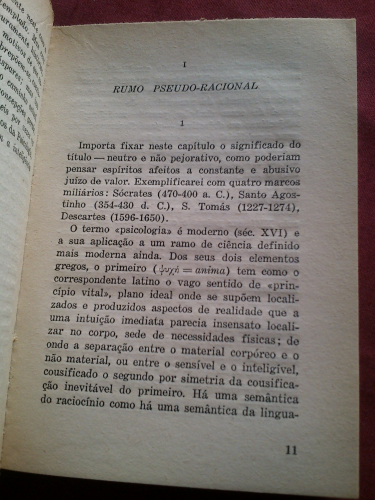 I
RUMO PSEUDO-RACIONAL
1
Importa fixar neste capítulo o significado do
título — neutro e não pejorativo, como poderiam
pensar espíritos afeitos a constante e abusivo
juízo de valor. Exemplificarei com quatro marcos
miliários: Sócrates (470-400 a. C.), Santo Agos-
tinho (354-430 d. C.), S. Tomás (1227-1274),
Descartes (1596-1650).
O termo «psicologia» é moderno (séc. XVI) e
a sua aplicação a um ramo de ciência definido
mais moderna ainda. Dos seus dois elementos
gregos, o primeiro (ψυχή = anima) tem como o
correspondente latino o vago sentido de «prin-
cípio vital», plano ideal onde se supõem locali-
zados e produzidos aspectos de realidade que a
uma intuição imediata parecia insensato locali-
zar no corpo, sede de necessidades físicas; de
onde a separação entre o material corpóreo e o
não material, ou entre o sensível e o inteligível,
cousificado o segundo por simetria da cousifica-
ção inevitável do primeiro. Há uma semântica
do raciocínio como há uma semântica da lingua-
11